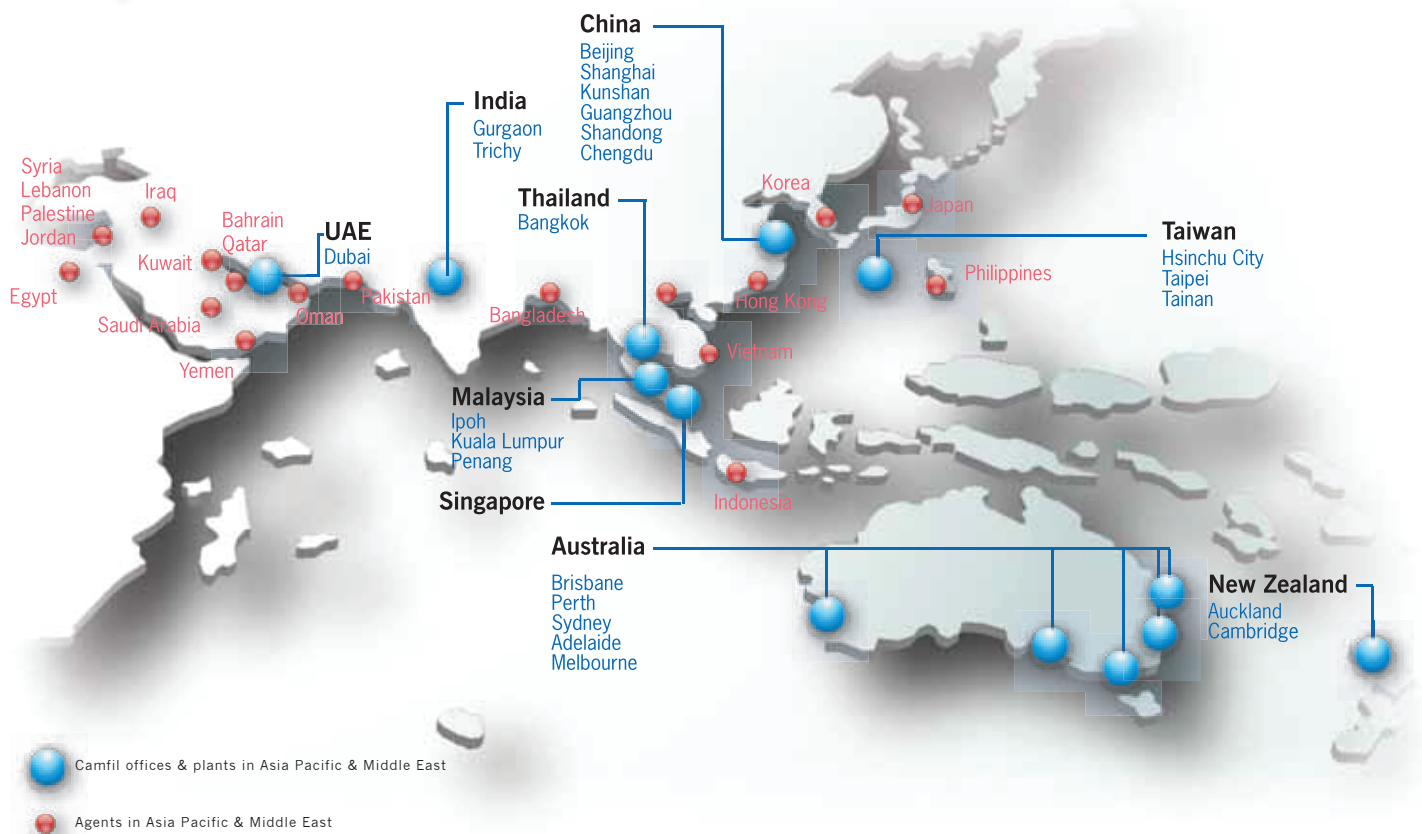 China
Beijing
Shanghai
Kunshan
Guangzhou
Shandong
Chengdu
India
Gurgaon
Trichy
Thailand
Bangkok
Syria
Lebanon
Palestine
Jordan
Iraq
Bahrain
Qatar
Kuwait
UAE
Dubai
Egypt
Saudi Arabia
Oman
Pakistan
Yemen
Bangladesh
Korea
Japan
Hong Kong
Vietnam
Philippines
Taiwan
Hsinchu City
Taipei
Tainan
Malaysia
Ipoh
Kuala Lumpur
Penang
Singapore
Indonesia
Australia
Brisbane
Perth
Sydney
Adelaide
Melbourne
New Zealand
Auckland
Cambridge
Camfil offices & plants in Asia Pacific & Middle East
Agents in Asia Pacific & Middle East